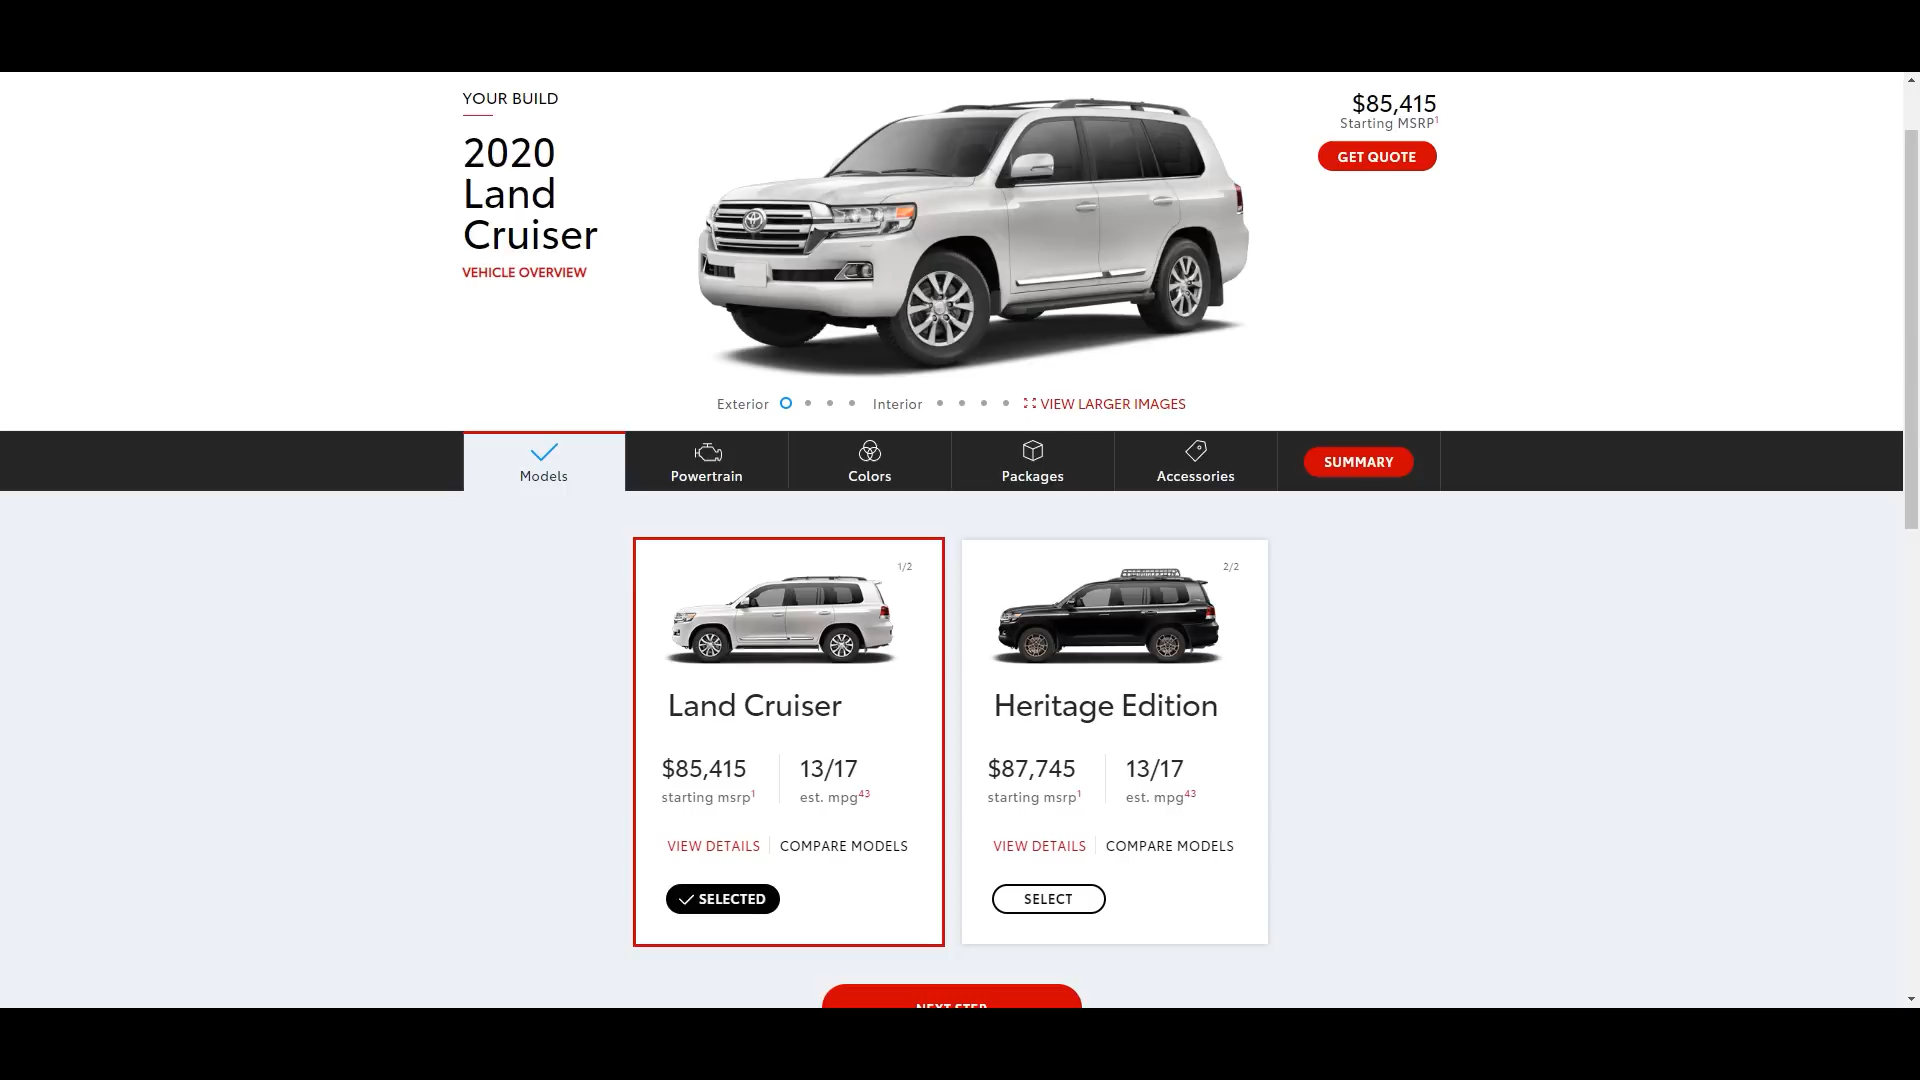 YOUR BUILD
2020
Land
Cruiser
VEHICLE OVERVIEW
$85,415
Starting MSRP1
GET QUOTE
Exterior
Interior
VIEW LARGER IMAGES
Models
Powertrain
Colors
Packages
Accessories
SUMMARY
1/2
Land Cruiser
$85,415
starting msrp1
13/17
est. mpg43
VIEW DETAILS
COMPARE MODELS
SELECTED
2/2
Heritage Edition
$87,745
starting msrp1
13/17
est. mpg43
VIEW DETAILS
COMPARE MODELS
SELECT
NEXT STEP